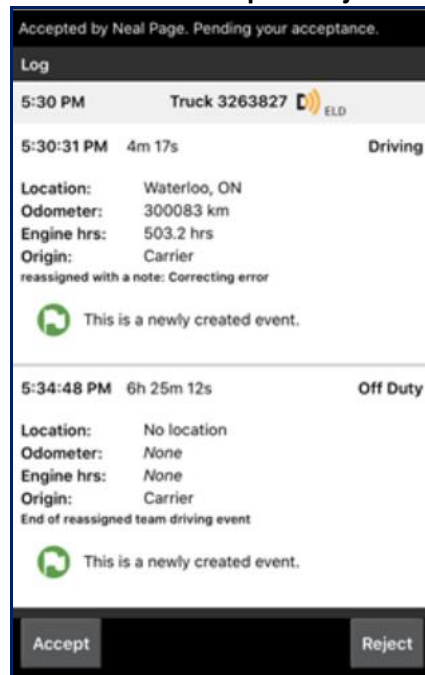 Accepted by Neal Page. Pending your acceptance.
Log
5:30 PM Truck 3263827 ELD
5:30:31 PM 4m 17s Driving
Location: Waterloo, ON
Odometer: 300083 km
Engine hrs: 503.2 hrs
Origin: Carrier
reassigned with a note: Correcting error
This is a newly created event.
5:34:48 PM 6h 25m 12s Off Duty
Location: No location
Odometer: None
Engine hrs: None
Origin: Carrier
End of reassigned team driving event
This is a newly created event.
Accept Reject